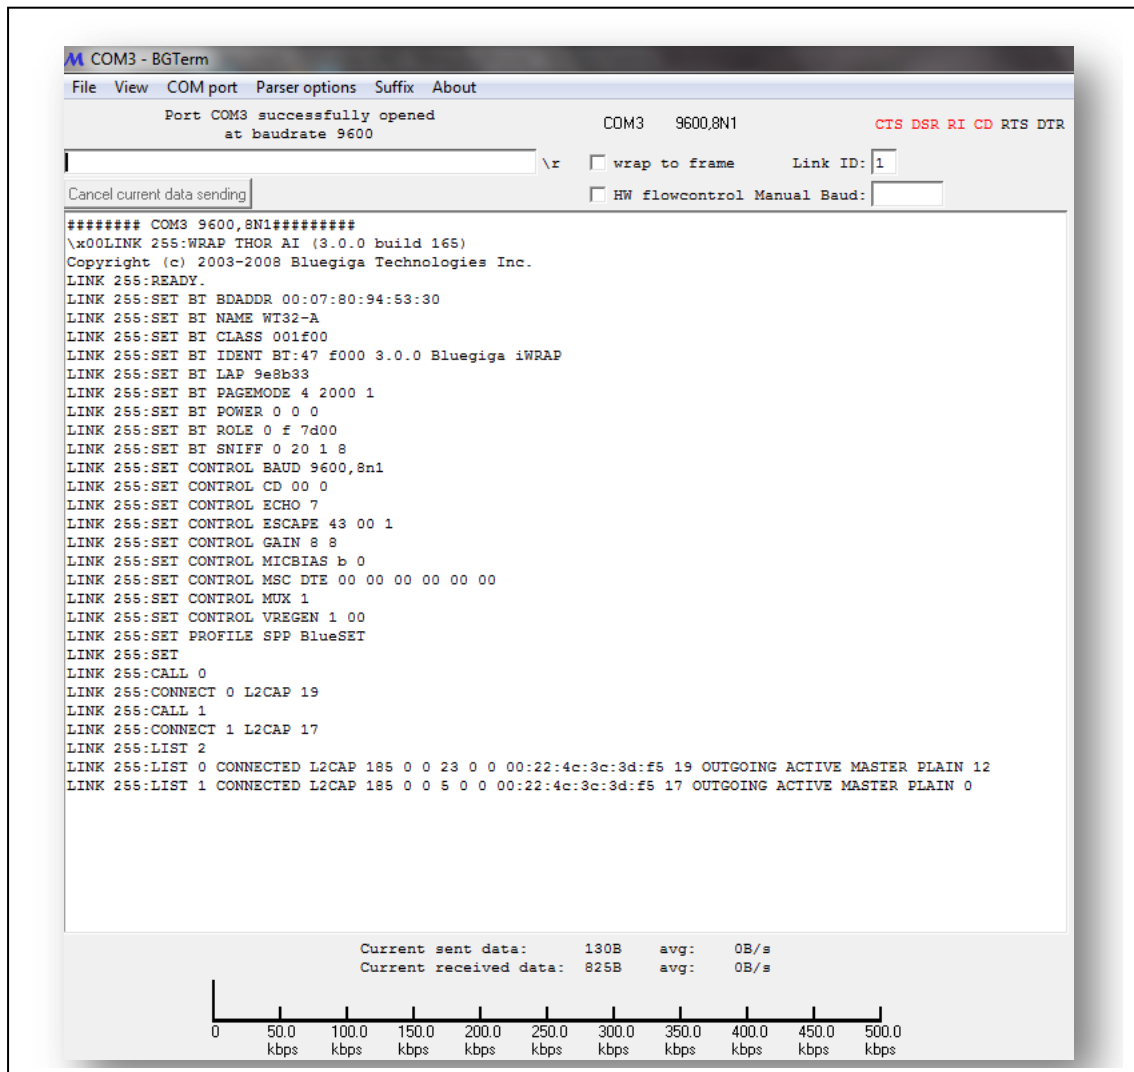 COM3 - BGTerm
File View COM port Parser options Suffix About
Port COM3 successfully opened
at baudrate 9600
COM3 9600,8N1 CTS DSR RI CD RTS DTR
\r wrap to frame Link ID: 1
Cancel current data sending HW flowcontrol Manual Baud:
######## COM3 9600,8N1#########
\x00LINK 255:WRAP THOR AI (3.0.0 build 165)
Copyright (c) 2003-2008 Bluegiga Technologies Inc.
LINK 255:READY.
LINK 255:SET BT BDADDR 00:07:80:94:53:30
LINK 255:SET BT NAME WT32-A
LINK 255:SET BT CLASS 001f00
LINK 255:SET BT IDENT BT:47 f000 3.0.0 Bluegiga iWRAP
LINK 255:SET BT LAP 9e8b33
LINK 255:SET BT PAGEMODE 4 2000 1
LINK 255:SET BT POWER 0 0 0
LINK 255:SET BT ROLE 0 f 7d00
LINK 255:SET BT SNIFF 0 20 1 8
LINK 255:SET CONTROL BAUD 9600,8n1
LINK 255:SET CONTROL CD 00 0
LINK 255:SET CONTROL ECHO 7
LINK 255:SET CONTROL ESCAPE 43 00 1
LINK 255:SET CONTROL GAIN 8 8
LINK 255:SET CONTROL MICBIAS b 0
LINK 255:SET CONTROL MSC DTE 00 00 00 00 00 00
LINK 255:SET CONTROL MUX 1
LINK 255:SET CONTROL VREGEN 1 00
LINK 255:SET PROFILE SPP BlueSET
LINK 255:SET
LINK 255:CALL 0
LINK 255:CONNECT 0 L2CAP 19
LINK 255:CALL 1
LINK 255:CONNECT 1 L2CAP 17
LINK 255:LIST 2
LINK 255:LIST 0 CONNECTED L2CAP 185 0 0 23 0 0 00:22:4c:3c:3d:f5 19 OUTGOING ACTIVE MASTER PLAIN 12
LINK 255:LIST 1 CONNECTED L2CAP 185 0 0 5 0 0 00:22:4c:3c:3d:f5 17 OUTGOING ACTIVE MASTER PLAIN 0
Current sent data: 130B avg: 0B/s
Current received data: 825B avg: 0B/s
0 50.0 100.0 150.0 200.0 250.0 300.0 350.0 400.0 450.0 500.0
kbps kbps kbps kbps kbps kbps kbps kbps kbps kbps